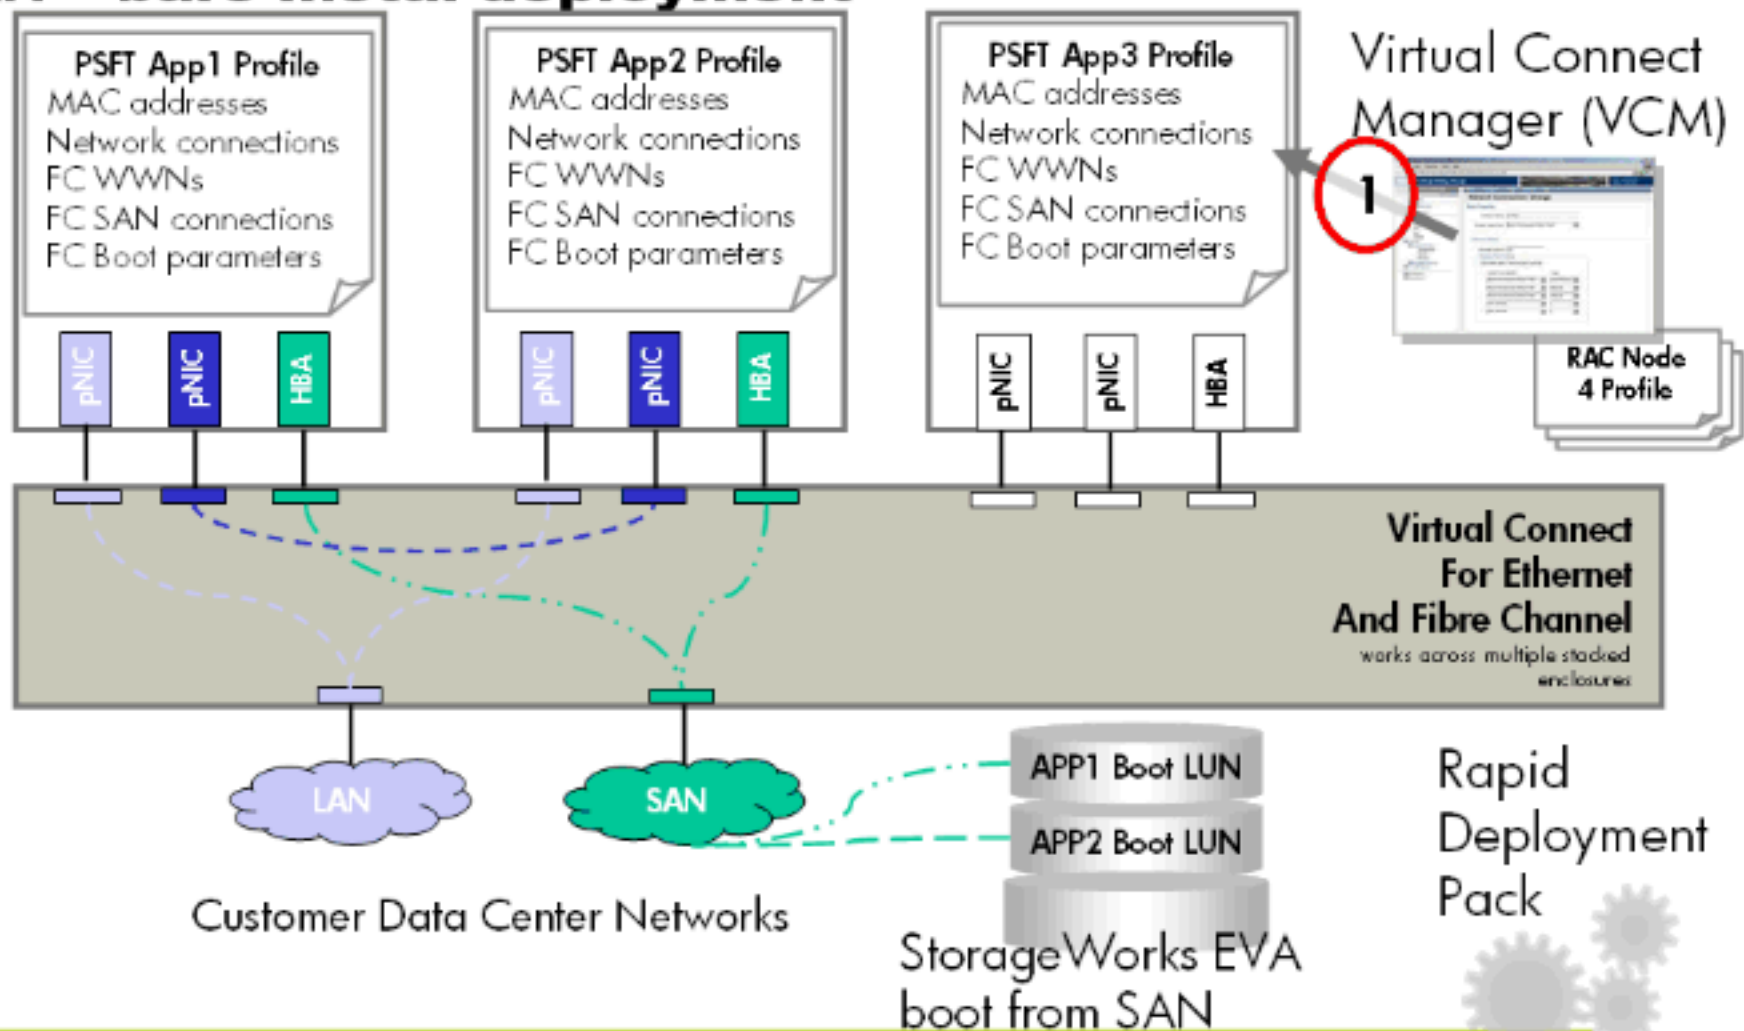 bare metal deployment
PSFT App1 Profile
MAC addresses
Network connections
FC WWNs
FC SAN connections
FC Boot parameters
pNIC
pNIC
HBA
PSFT App2 Profile
MAC addresses
Network connections
FC WWNs
FC SAN connections
FC Boot parameters
pNIC
pNIC
HBA
PSFT App3 Profile
MAC addresses
Network connections
FC WWNs
FC SAN connections
FC Boot parameters
pNIC
pNIC
HBA
Virtual Connect
Manager (VCM)
1
RAC Node
4 Profile
Virtual Connect
For Ethernet
And Fibre Channel
works across multiple stacked
enclosures
LAN
SAN
Customer Data Center Networks
APP1 Boot LUN
APP2 Boot LUN
StorageWorks EVA
boot from SAN
Rapid
Deployment
Pack